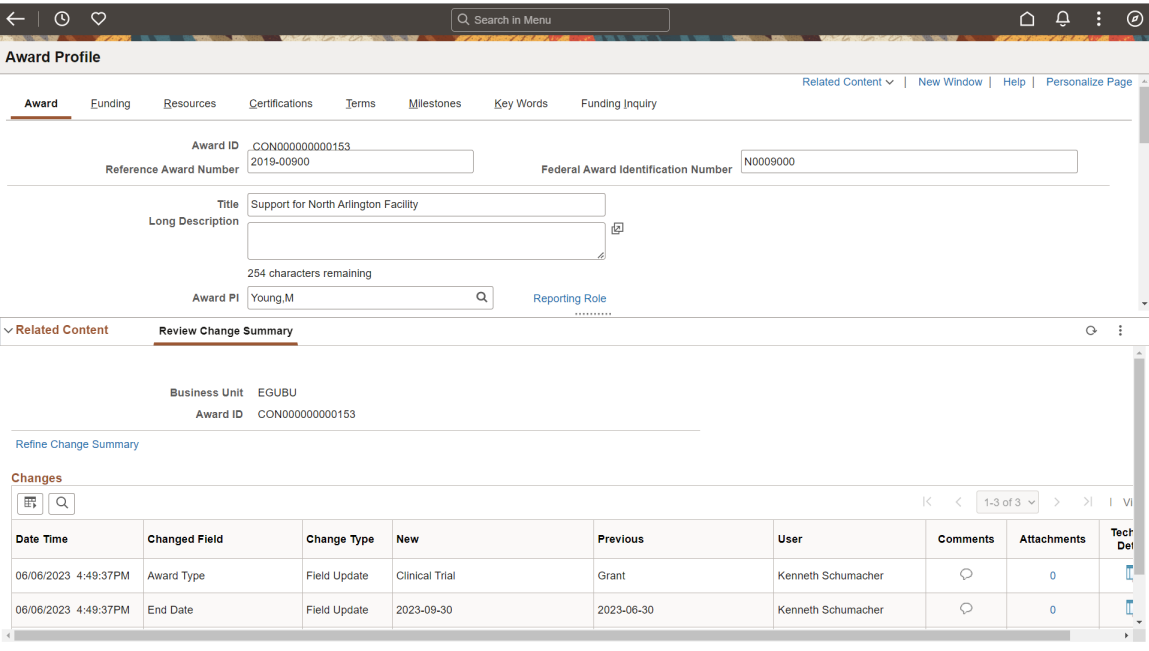 Search in Menu
Award Profile
Related Content | New Window | Help | Personalize Page
Award Funding Resources Certifications Terms Milestones Key Words Funding Inquiry
Award ID CON000000000153
Reference Award Number 2019-00900 Federal Award Identification Number N0009000
Title Support for North Arlington Facility
Long Description
254 characters remaining
Award PI Young,M Reporting Role
Related Content Review Change Summary
Business Unit EGUBU
Award ID CON000000000153
Refine Change Summary
Changes
1-3 of 3 |
Date Time Changed Field Change Type New Previous User Comments Attachments
06/06/2023 4:49:37PM Award Type Field Update Clinical Trial Grant Kenneth Schumacher 0
06/06/2023 4:49:37PM End Date Field Update 2023-09-30 2023-06-30 Kenneth Schumacher 0